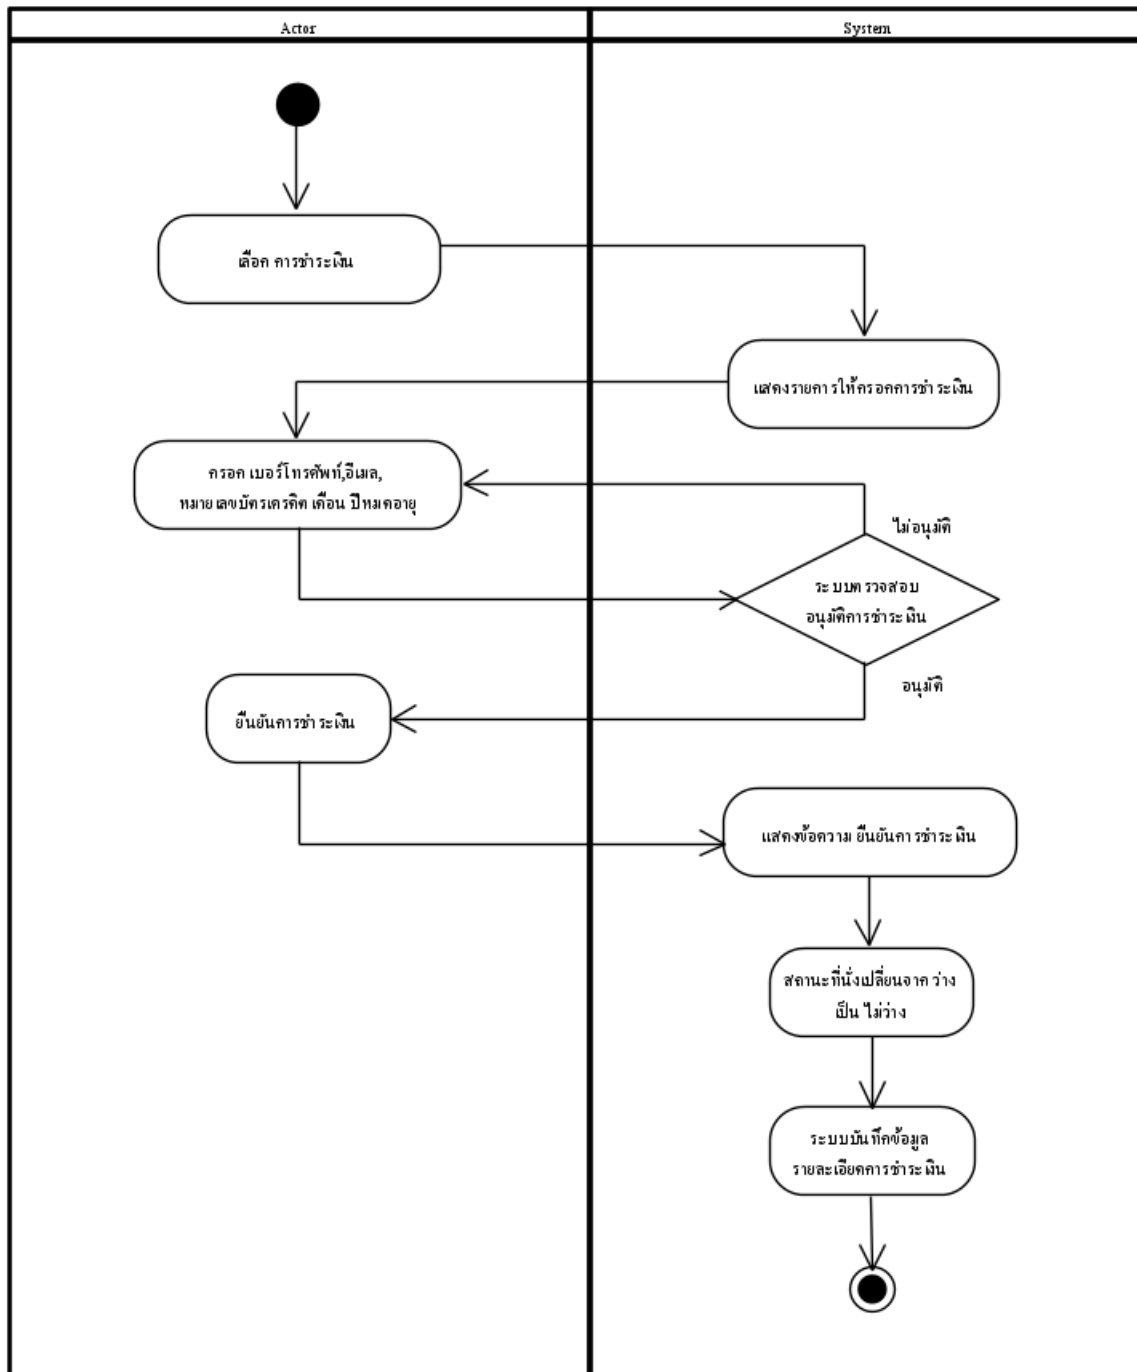 Actor
System
เลือก การชำระเงิน
แสดงรายการให้กรอกการชำระเงิน
กรอก เบอร์โทรศัพท์,อีเมล,
หมายเลขบัตรเครดิต เดือน ปีหมดอายุ
ไม่อนุมัติ
ระบบตรวจสอบ
อนุมัติการชำระเงิน
อนุมัติ
ยืนยันการชำระเงิน
แสดงข้อความ ยืนยันการชำระเงิน
สถานะที่นั่งเปลี่ยนจาก ว่าง
เป็น ไม่ว่าง
ระบบบันทึกข้อมูล
รายละเอียดการชำระเงิน